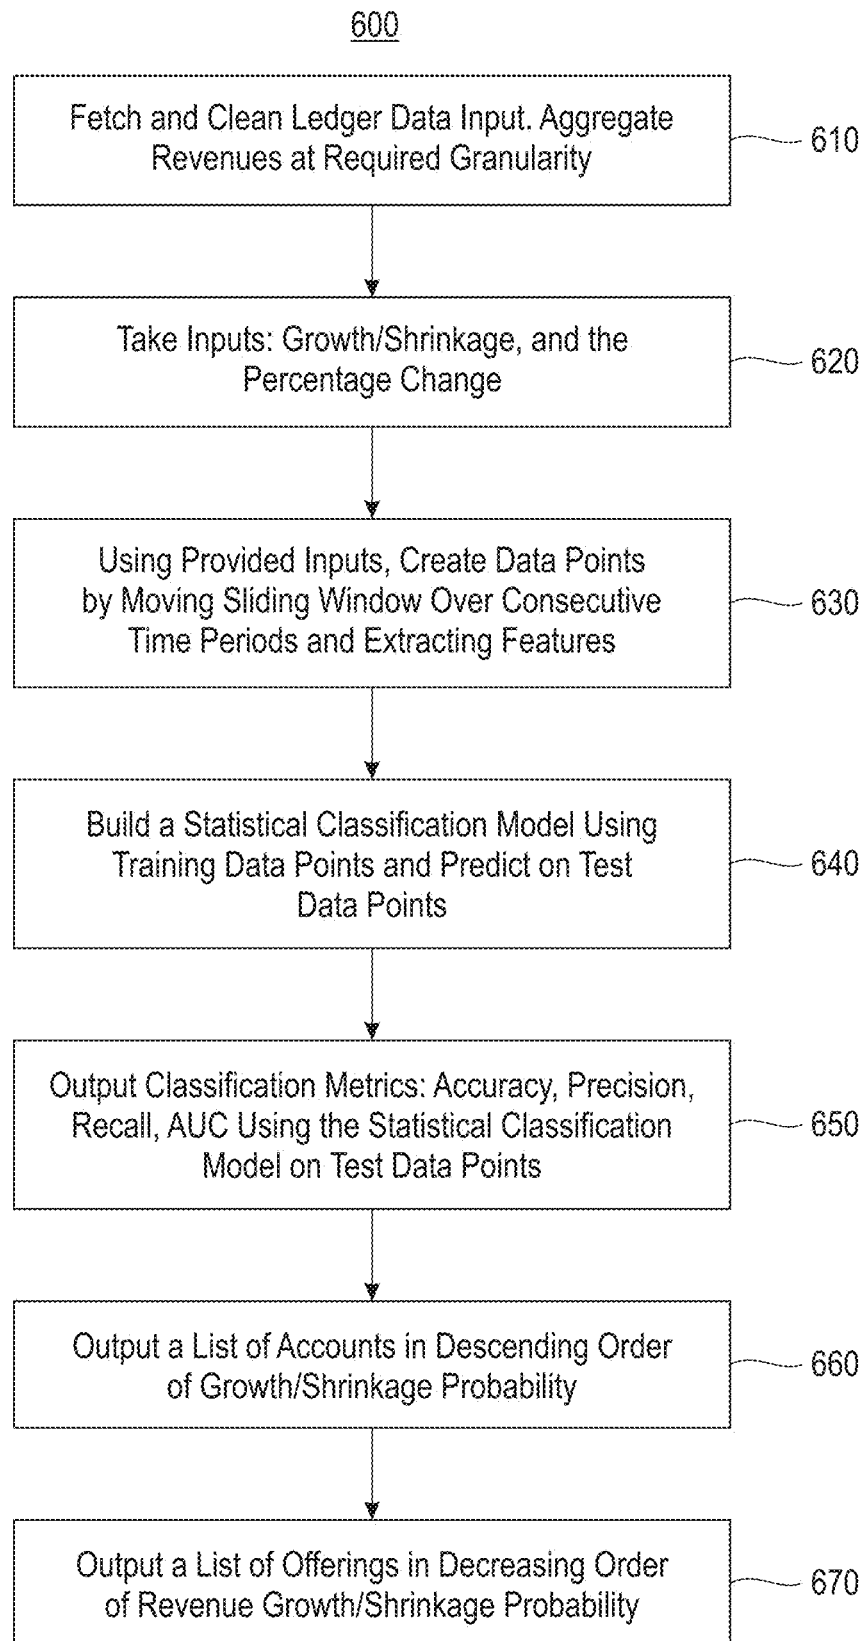 600
Fetch and Clean Ledger Data Input. Aggregate
Revenues at Required Granularity
610
Take Inputs: Growth/Shrinkage, and the
Percentage Change
620
Using Provided Inputs, Create Data Points
by Moving Sliding Window Over Consecutive
Time Periods and Extracting Features
630
Build a Statistical Classification Model Using
Training Data Points and Predict on Test
Data Points
640
Output Classification Metrics: Accuracy, Precision,
Recall, AUC Using the Statistical Classification
Model on Test Data Points
650
Output a List of Accounts in Descending Order
of Growth/Shrinkage Probability
660
Output a List of Offerings in Decreasing Order
of Revenue Growth/Shrinkage Probability
670